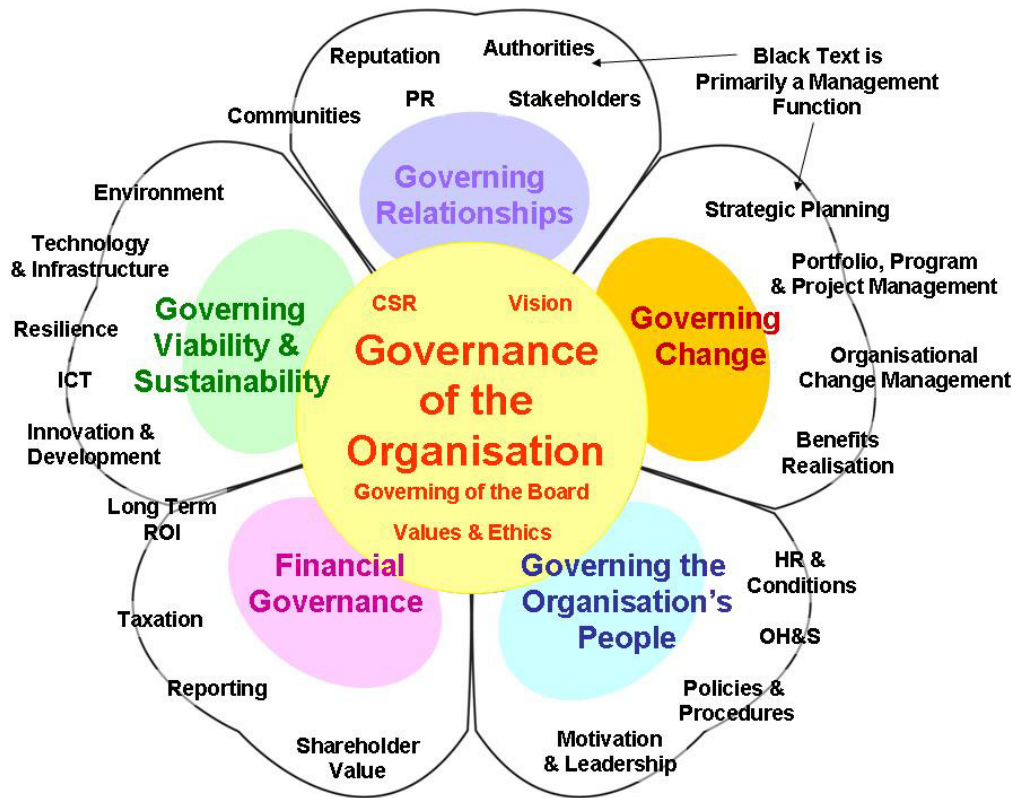 Reputation
Authorities
PR
Stakeholders
Communities
Black Text is
Primarily a Management
Function
Governing
Relationships
Environment
Technology
& Infrastructure
Resilience
ICT
Innovation &
Development
Governing
Viability &
Sustainability
Strategic Planning
Portfolio, Program
& Project Management
Organisational
Change Management
Benefits
Realisation
Governing
Change
CSR
Vision
Governance
of the
Organisation
Governing of the Board
Values & Ethics
Long Term
ROI
Taxation
Reporting
Shareholder
Value
Financial
Governance
Governing the
Organisation's
People
HR &
Conditions
OH&S
Policies &
Procedures
Motivation
& Leadership